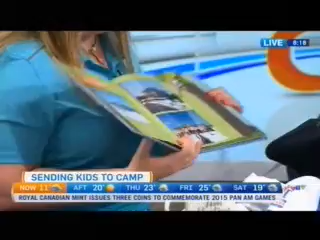 LIVE 8:16
SENDING KIDS TO CAMP
NOW 11 AFT 20° THU 23° FRI 25° SAT 19°
ROYAL CANADIAN MINT ISSUES THREE COINS TO COMMEMORATE 2015 PAN AM GAMES